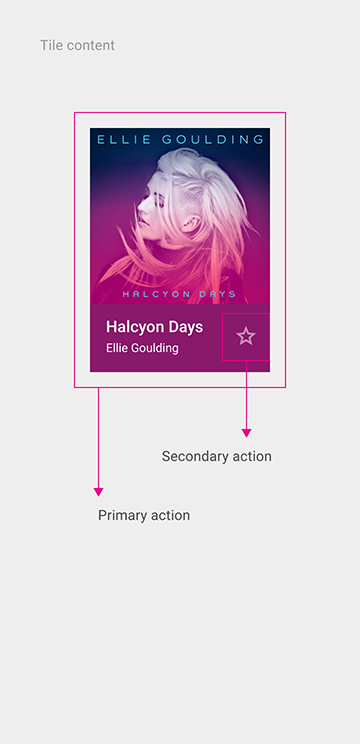 Tile content
ELLIE GOULDING
HALCYON DAYS
Halcyon Days
Ellie Goulding
Secondary action
Primary action